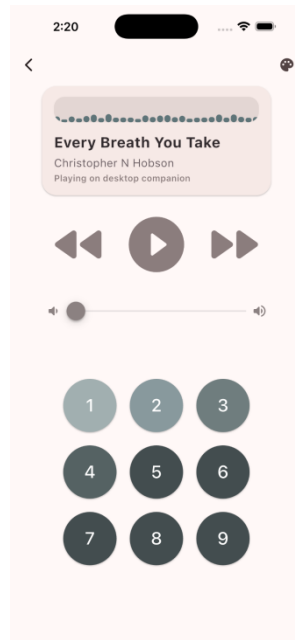 2:20
Every Breath You Take
Christopher N Hobson
Playing on desktop companion
1 2 3
4 5 6
7 8 9